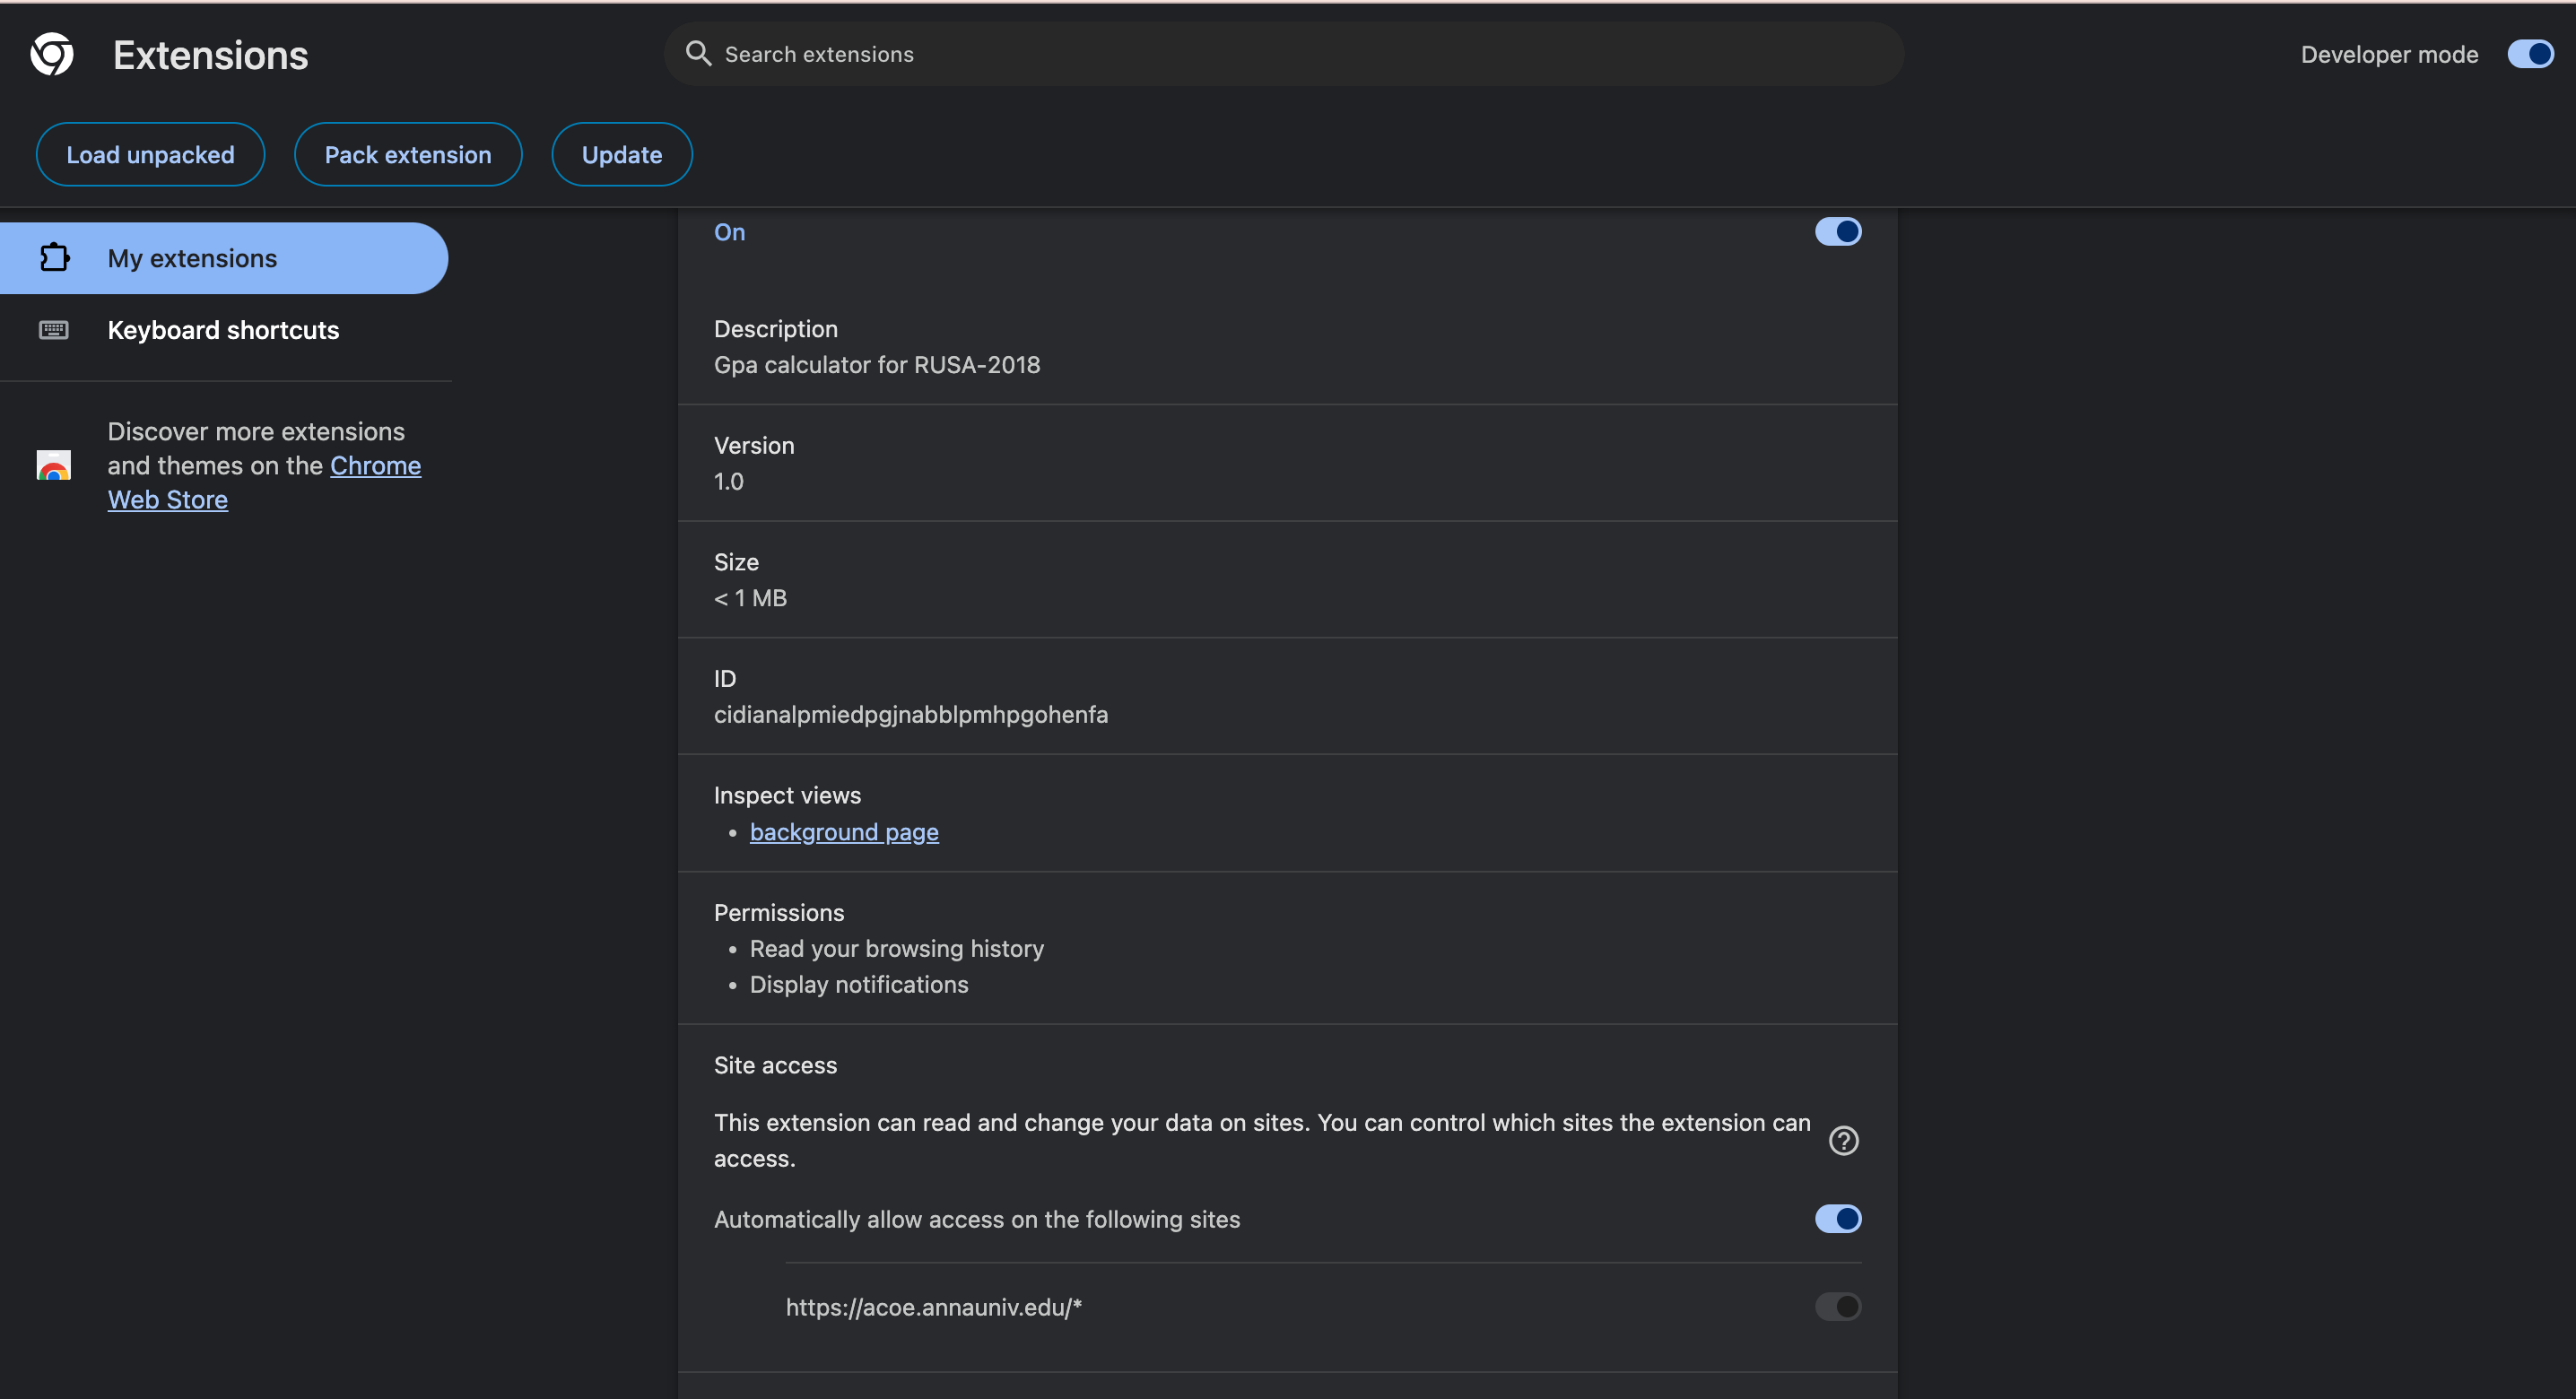 Extensions
Search extensions
Developer mode
Load unpacked
Pack extension
Update
My extensions
Keyboard shortcuts
Discover more extensions
and themes on the Chrome
Web Store
On
Description
Gpa calculator for RUSA-2018
Version
1.0
Size
< 1 MB
ID
cidianalpmiedpgjnabblpmhpgohenfa
Inspect views
• background page
Permissions
• Read your browsing history
• Display notifications
Site access
This extension can read and change your data on sites. You can control which sites the extension can
access.
Automatically allow access on the following sites
https://acoe.annauniv.edu/*